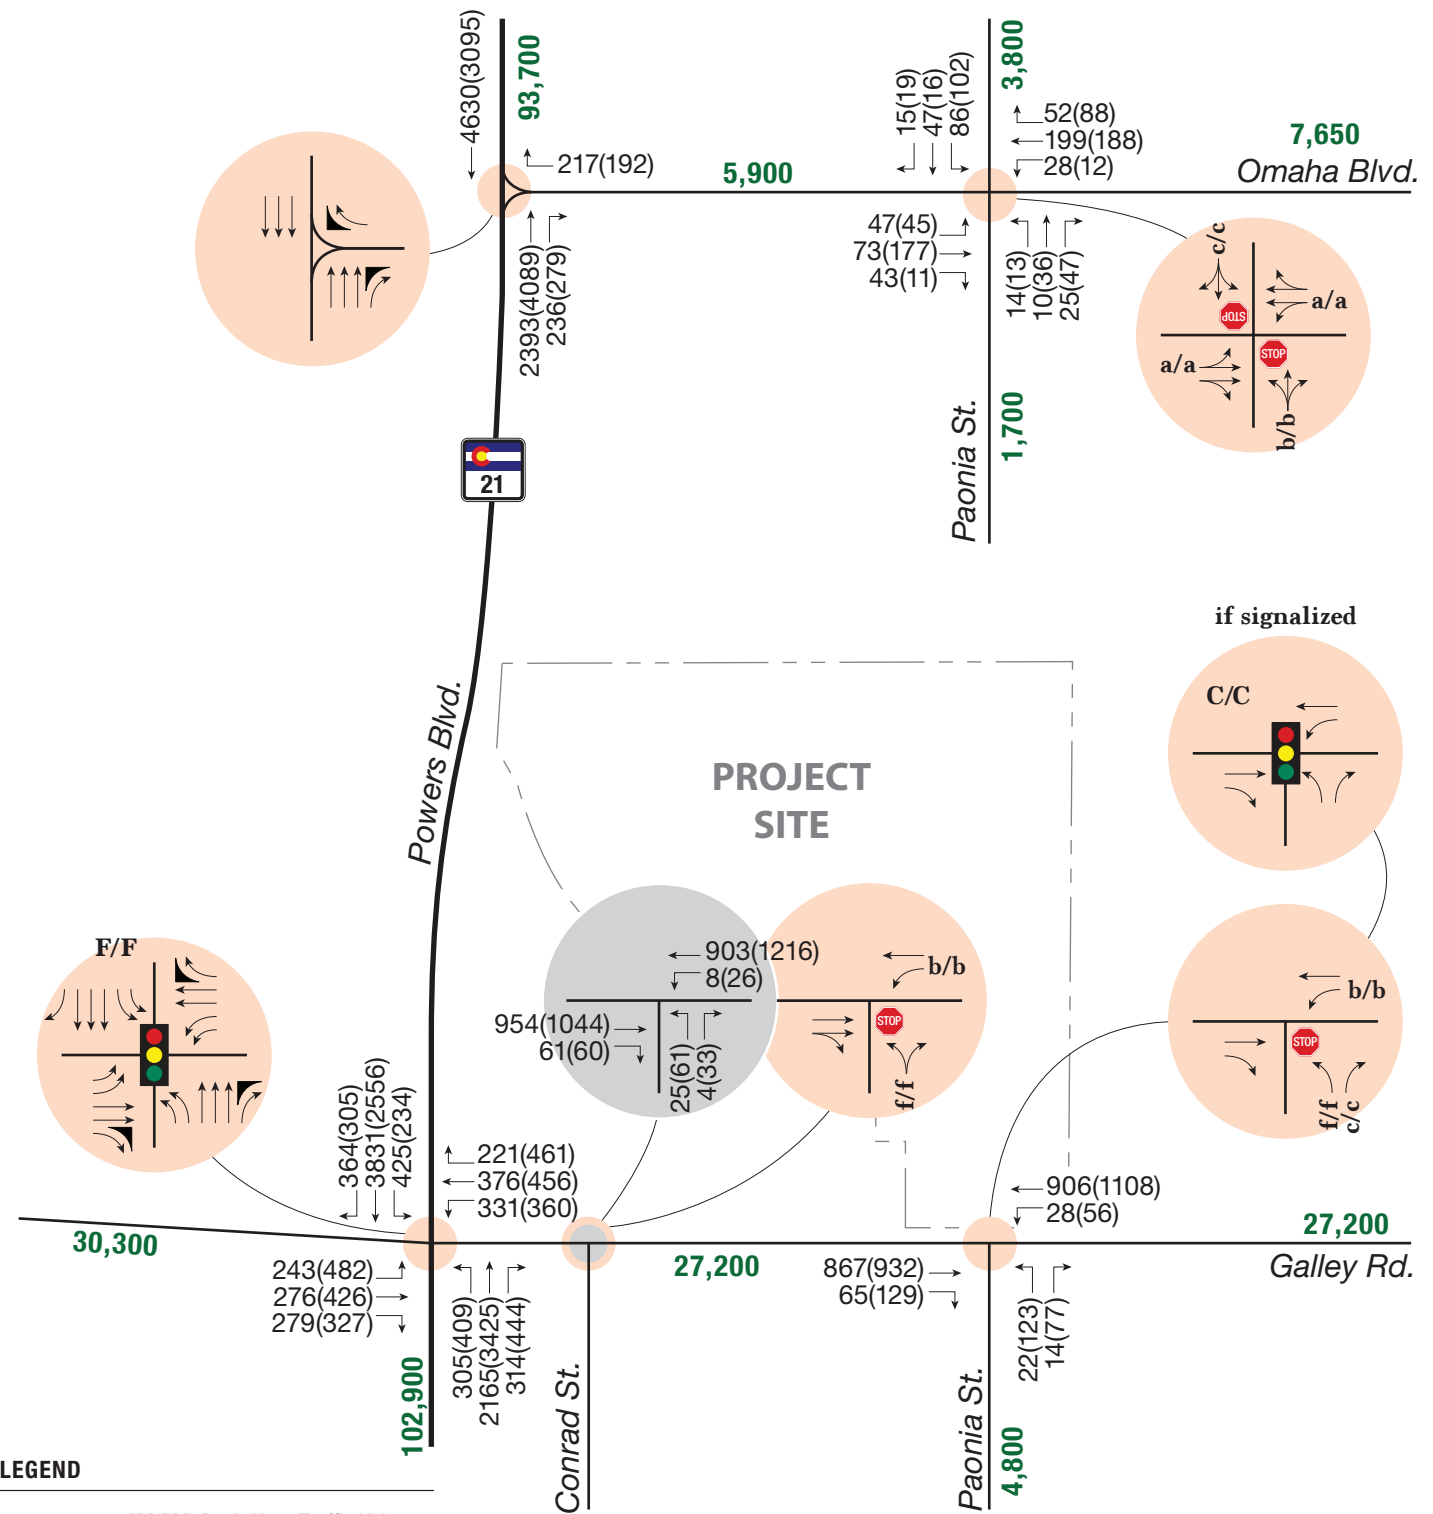 4630(3095)
93,700
217(192)
5,900
15(19)
47(16)
86(102)
3,800
52(88)
199(188)
28(12)
7,650
Omaha Blvd.
2393(4089)
236(279)
47(45)
73(177)
43(11)
14(13)
10(36)
25(47)
c/c
a/a
STOP
a/a
STOP
b/b
21
Paonia St.
1,700
if signalized
C/C
Powers Blvd.
PROJECT
SITE
903(1216)
8(26)
954(1044)
61(60)
25(61)
4(33)
b/b
STOP
f/f
b/b
STOP
f/f
c/c
F/F
364(305)
3831(2556)
425(234)
221(461)
376(456)
331(360)
906(1108)
28(56)
30,300
27,200
27,200
Galley Rd.
243(482)
276(426)
279(327)
305(409)
2165(3425)
314(444)
867(932)
65(129)
22(123)
14(77)
102,900
Conrad St.
Paonia St.
4,800
LEGEND